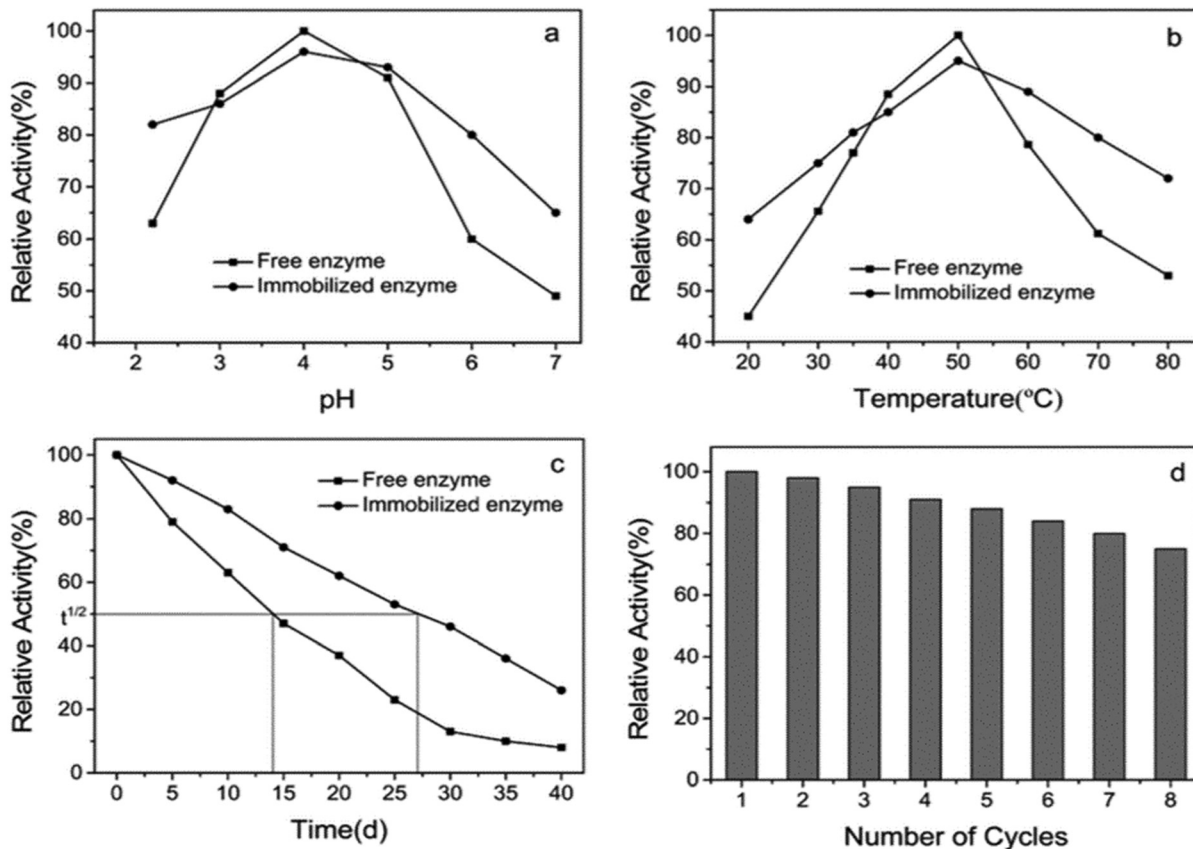 a
100
90
80
70
60
50
40
Relative Activity(%)
Free enzyme
Immobilized enzyme
2
3
4
5
6
7
pH
b
100
90
80
70
60
50
40
Relative Activity(%)
Free enzyme
Immobilized enzyme
20
30
40
50
60
70
80
Temperature(°C)
c
100
80
60
t1/2
40
20
0
Relative Activity(%)
Free enzyme
Immobilized enzyme
0
5
10
15
20
25
30
35
40
Time(d)
d
100
80
60
40
20
0
Relative Activity(%)
1
2
3
4
5
6
7
8
Number of Cycles